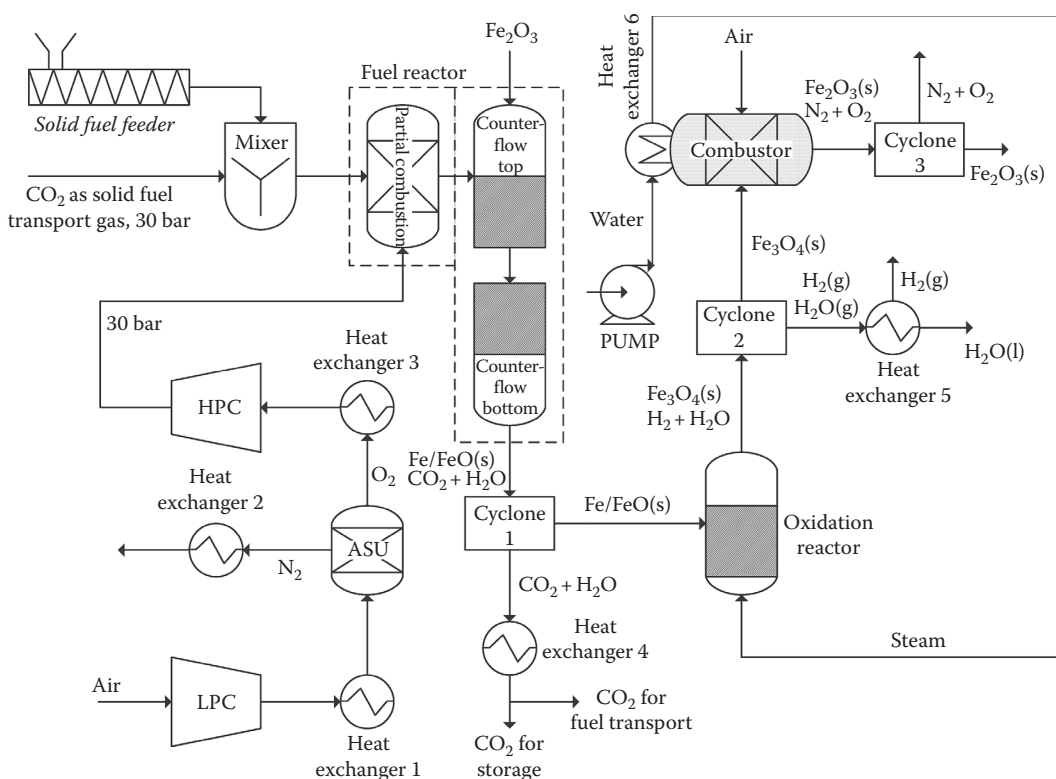 Solid fuel feeder
Mixer
CO2 as solid fuel
transport gas, 30 bar
Fuel reactor
Partial combustion
Fe2O3
Counter-
flow top
Counter-
flow
bottom
30 bar
HPC
Heat
exchanger 3
O2
Heat
exchanger 2
N2
ASU
Air
LPC
Heat
exchanger 1
Fe/FeO(s)
CO2 + H2O
Cyclone
1
Fe/FeO(s)
CO2 + H2O
Heat
exchanger 4
CO2 for
fuel transport
CO2 for
storage
Heat
exchanger 6
Air
Combustor
Fe2O3(s)
N2 + O2
N2 + O2
Cyclone
3
Fe2O3(s)
Water
PUMP
Fe3O4(s)
Cyclone
2
H2(g)
H2O(g)
H2(g)
H2O(l)
Heat
exchanger 5
Fe3O4(s)
H2 + H2O
Oxidation
reactor
Steam